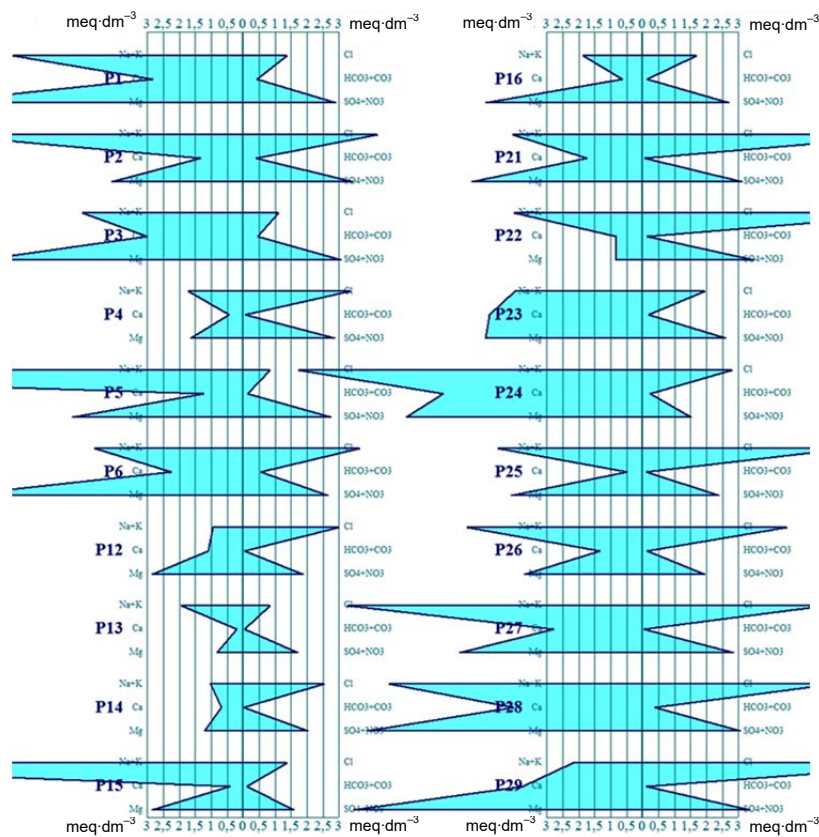 meq·dm⁻³ meq·dm⁻³ meq·dm⁻³
3 2,5 2 1,5 1 0,5 0 0,5 1 1,5 2 2,5 3 3 2,5 2 1,5 1 0,5 0 0,5 1 1,5 2 2,5 3
Na+K Cl Na+K Cl
P1 Ca HCO3+CO3 P16 Ca HCO3+CO3
Mg SO4+NO3 Mg SO4+NO3
Na+K Cl Na+K Cl
P2 Ca HCO3+CO3 P21 Ca HCO3+CO3
Mg SO4+NO3 Mg SO4+NO3
Na+K Cl Na+K Cl
P3 Ca HCO3+CO3 P22 Ca HCO3+CO3
Mg SO4+NO3 Mg SO4+NO3
Na+K Cl Na+K Cl
P4 Ca HCO3+CO3 P23 Ca HCO3+CO3
Mg SO4+NO3 Mg SO4+NO3
Na+K Cl Na+K Cl
P5 Ca HCO3+CO3 P24 Ca HCO3+CO3
Mg SO4+NO3 Mg SO4+NO3
Na+K Cl Na+K Cl
P6 Ca HCO3+CO3 P25 Ca HCO3+CO3
Mg SO4+NO3 Mg SO4+NO3
Na+K Cl Na+K Cl
P12 Ca HCO3+CO3 P26 Ca HCO3+CO3
Mg SO4+NO3 Mg SO4+NO3
Na+K Cl Na+K Cl
P13 Ca HCO3+CO3 P27 Ca HCO3+CO3
Mg SO4+NO3 Mg SO4+NO3
Na+K Cl Na+K Cl
P14 Ca HCO3+CO3 P28 Ca HCO3+CO3
Mg SO4+NO3 Mg SO4+NO3
Na+K Cl Na+K Cl
P15 Ca HCO3+CO3 P29 Ca HCO3+CO3
Mg SO4+NO3 Mg SO4+NO3
meq·dm⁻³ 3 2,5 2 1,5 1 0,5 0 0,5 1 1,5 2 2,5 3 meq·dm⁻³ meq·dm⁻³ 3 2,5 2 1,5 1 0,5 0 0,5 1 1,5 2 2,5 3 meq·dm⁻³